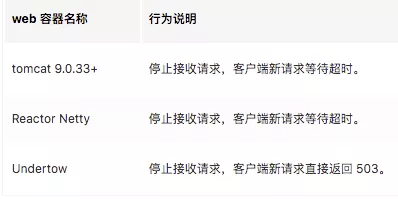 web 容器名称 行为说明
tomcat 9.0.33+ 停止接收请求，客户端新请求等待超时。
Reactor Netty 停止接收请求，客户端新请求等待超时。
Undertow 停止接收请求，客户端新请求直接返回 503。